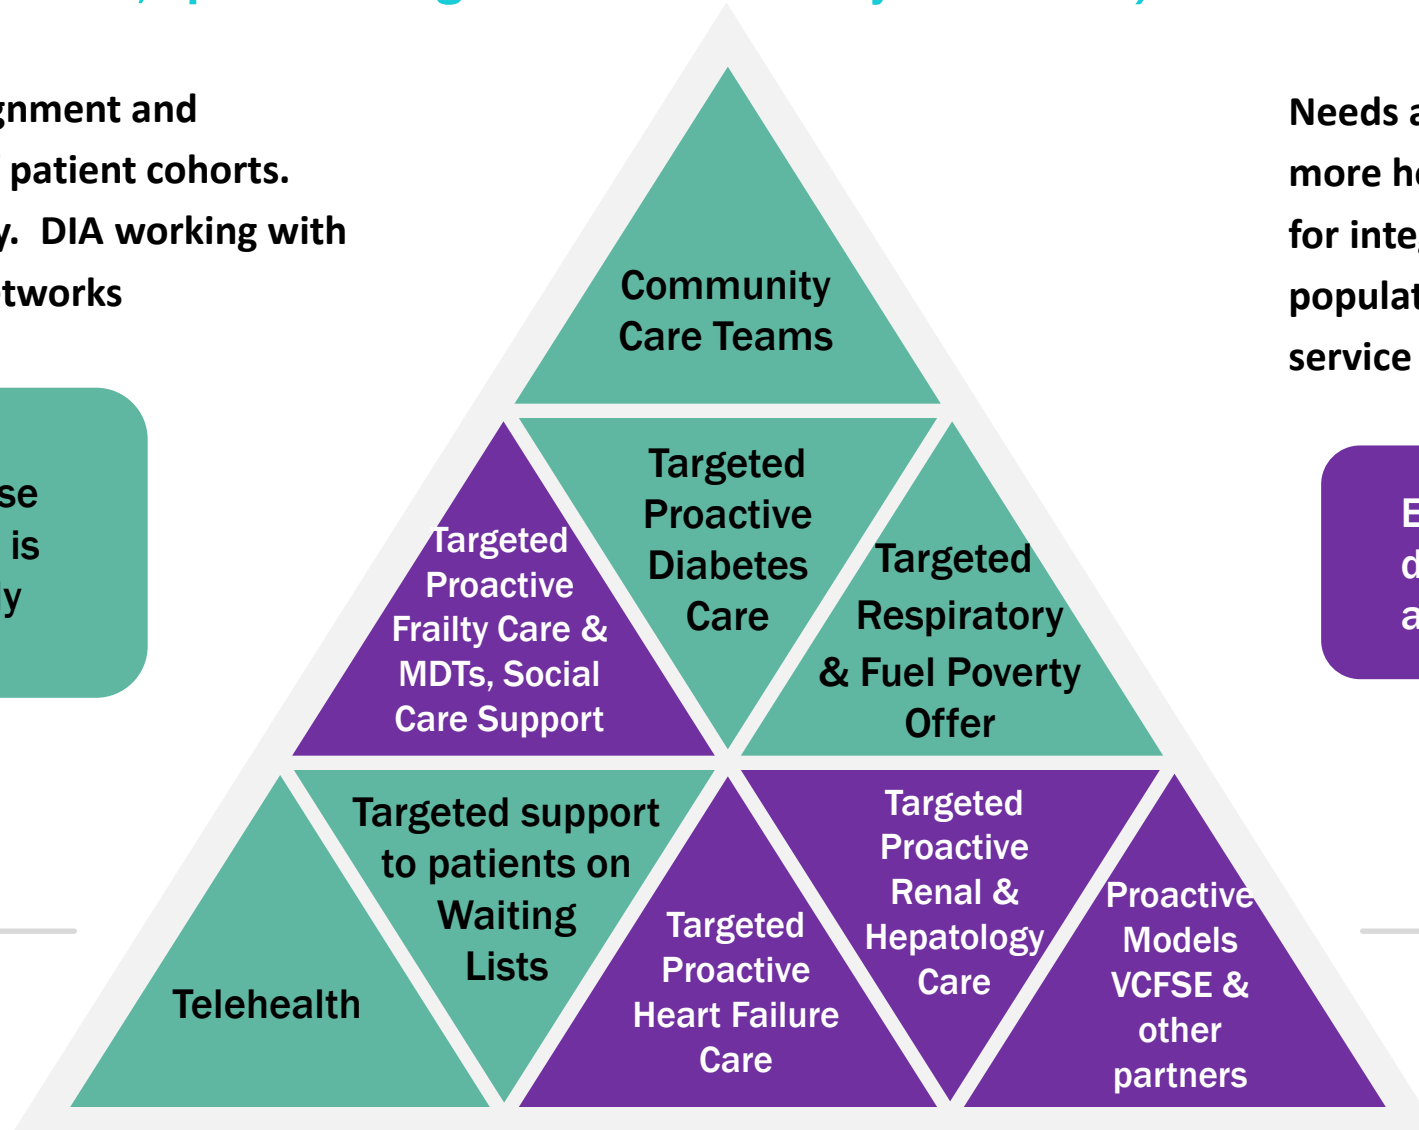 gnment and
patient cohorts.
y. DIA working with
tworks
se
is
ly
Community
Care Teams
Targeted
Proactive
Diabetes
Care
Targeted
Proactive
Frailty Care &
MDTs, Social
Care Support
Targeted
Respiratory
& Fuel Poverty
Offer
Telehealth
Targeted support
to patients on
Waiting
Lists
Targeted
Proactive
Heart Failure
Care
Targeted
Proactive
Renal &
Hepatology
Care
Proactive
Models
VCFSE &
other
partners
Needs a
more h
for inte
populat
service
E
d
a